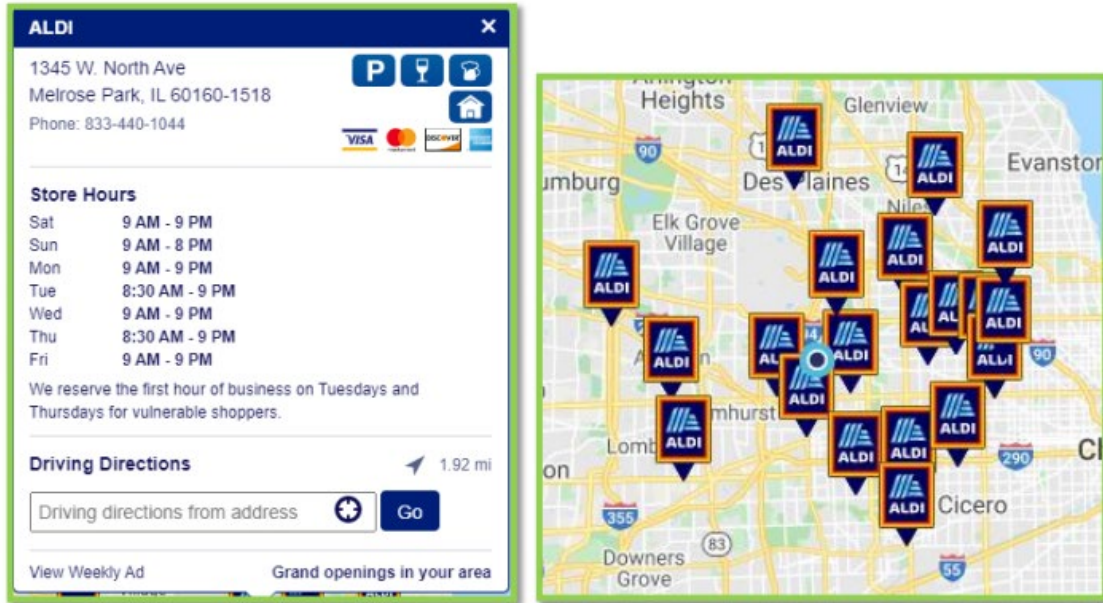 ALDI
1345 W. North Ave
Melrose Park, IL 60160-1518
Phone: 833-440-1044
P
VISA
DISCOVER
Store Hours
Sat 9 AM - 9 PM
Sun 9 AM - 8 PM
Mon 9 AM - 9 PM
Tue 8:30 AM - 9 PM
Wed 9 AM - 9 PM
Thu 8:30 AM - 9 PM
Fri 9 AM - 9 PM
We reserve the first hour of business on Tuesdays and
Thursdays for vulnerable shoppers.
Driving Directions 1.92 mi
Driving directions from address Go
View Weekly Ad Grand openings in your area
Heights
Glenview
90
ALDI
ALDI
Evanston
umburg
Des Plaines
Niles
Elk Grove
Village
ALDI
ALDI
ALDI
ALDI
ALDI
ALDI
ALDI
ALDI
90
ALDI
mhurst
ALDI
Lomb
ALDI
ALDI
ALDI
290
on
ALDI
Cicero
355
83
Downers
Grove
55